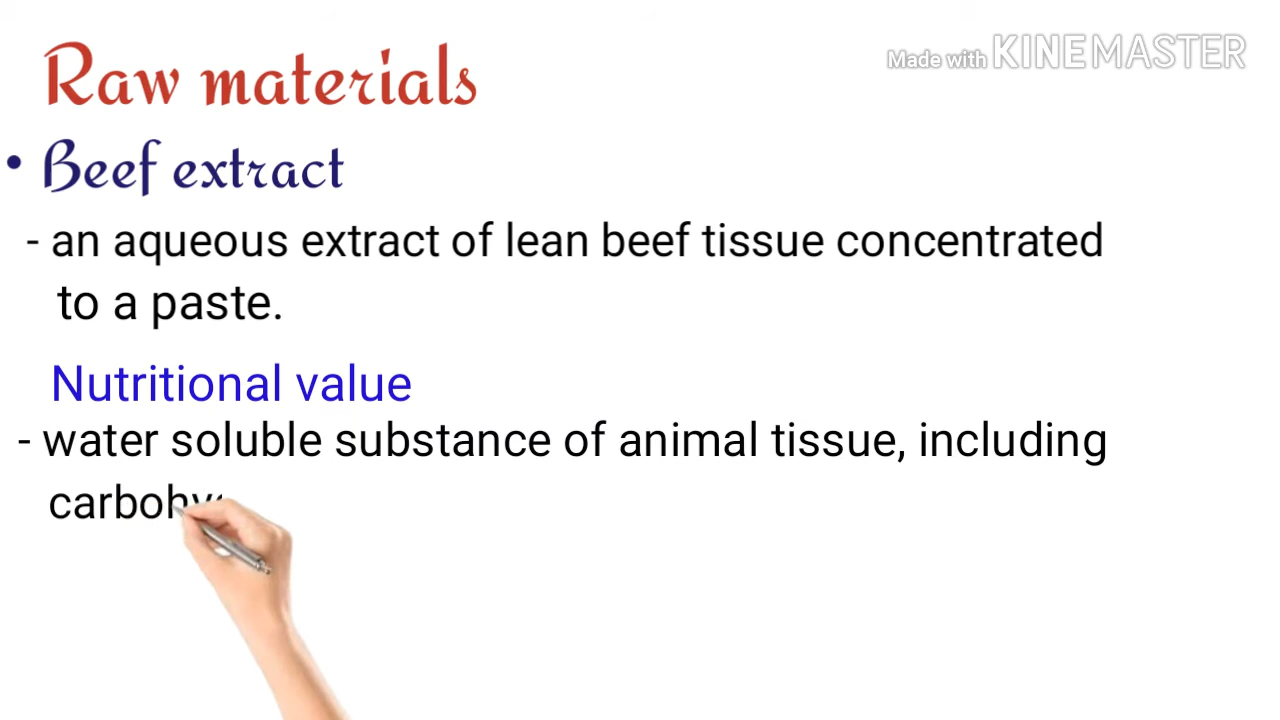 Raw materials
Made with KINEMASTER
• Beef extract
- an aqueous extract of lean beef tissue concentrated
to a paste.
Nutritional value
- water soluble substance of animal tissue, including